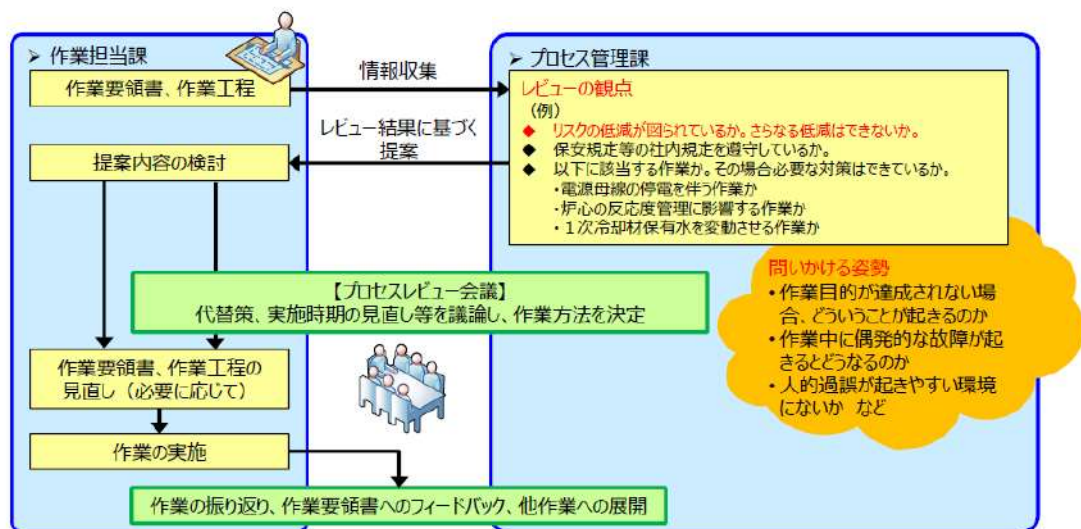 ➤ 作業担当課
作業要領書、作業工程
情報収集
➤ プロセス管理課
レビューの観点
（例）
◆ リスクの低減が図られているか。さらなる低減はできないか。
◆ 保安規定等の社内規定を遵守しているか。
◆ 以下に該当する作業か。その場合必要な対策はできているか。
・電源母線の停電を伴う作業か
・炉心の反応度管理に影響する作業か
・１次冷却材保有水を変動させる作業か
レビュー結果に基づく
提案
提案内容の検討
【プロセスレビュー会議】
代替策、実施時期の見直し等を議論し、作業方法を決定
問いかける姿勢
・作業目的が達成されない場
合、どういうことが起きるのか
・作業中に偶発的な故障が起
きるとどうなるのか
・人的過誤が起きやすい環境
にないか など
作業要領書、作業工程の
見直し（必要に応じて）
作業の実施
作業の振り返り、作業要領書へのフィードバック、他作業への展開